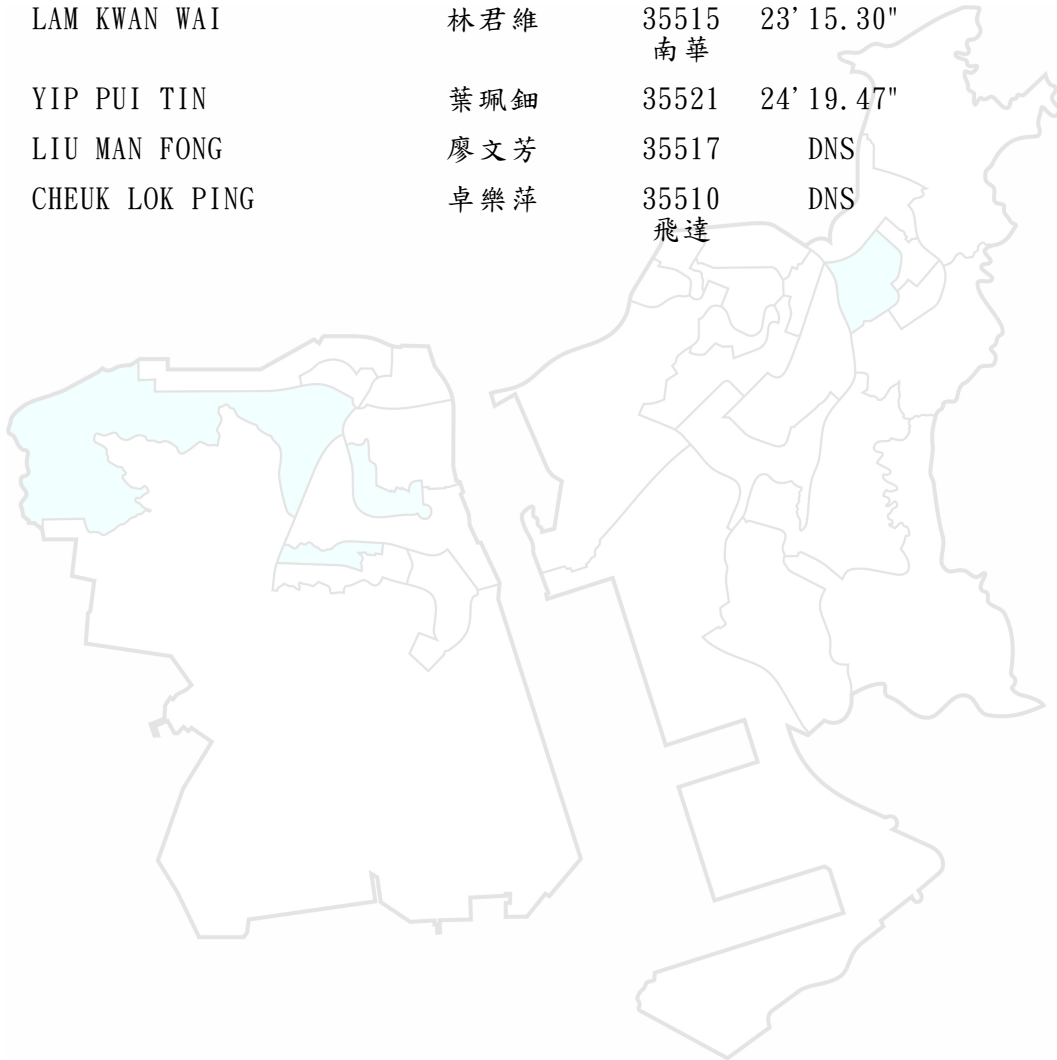 LAM KWAN WAI 林君維 35515 23'15.30"
南華
YIP PUI TIN 葉珮鈿 35521 24'19.47"
LIU MAN FONG 廖文芳 35517 DNS
CHEUK LOK PING 卓樂萍 35510 DNS
飛達